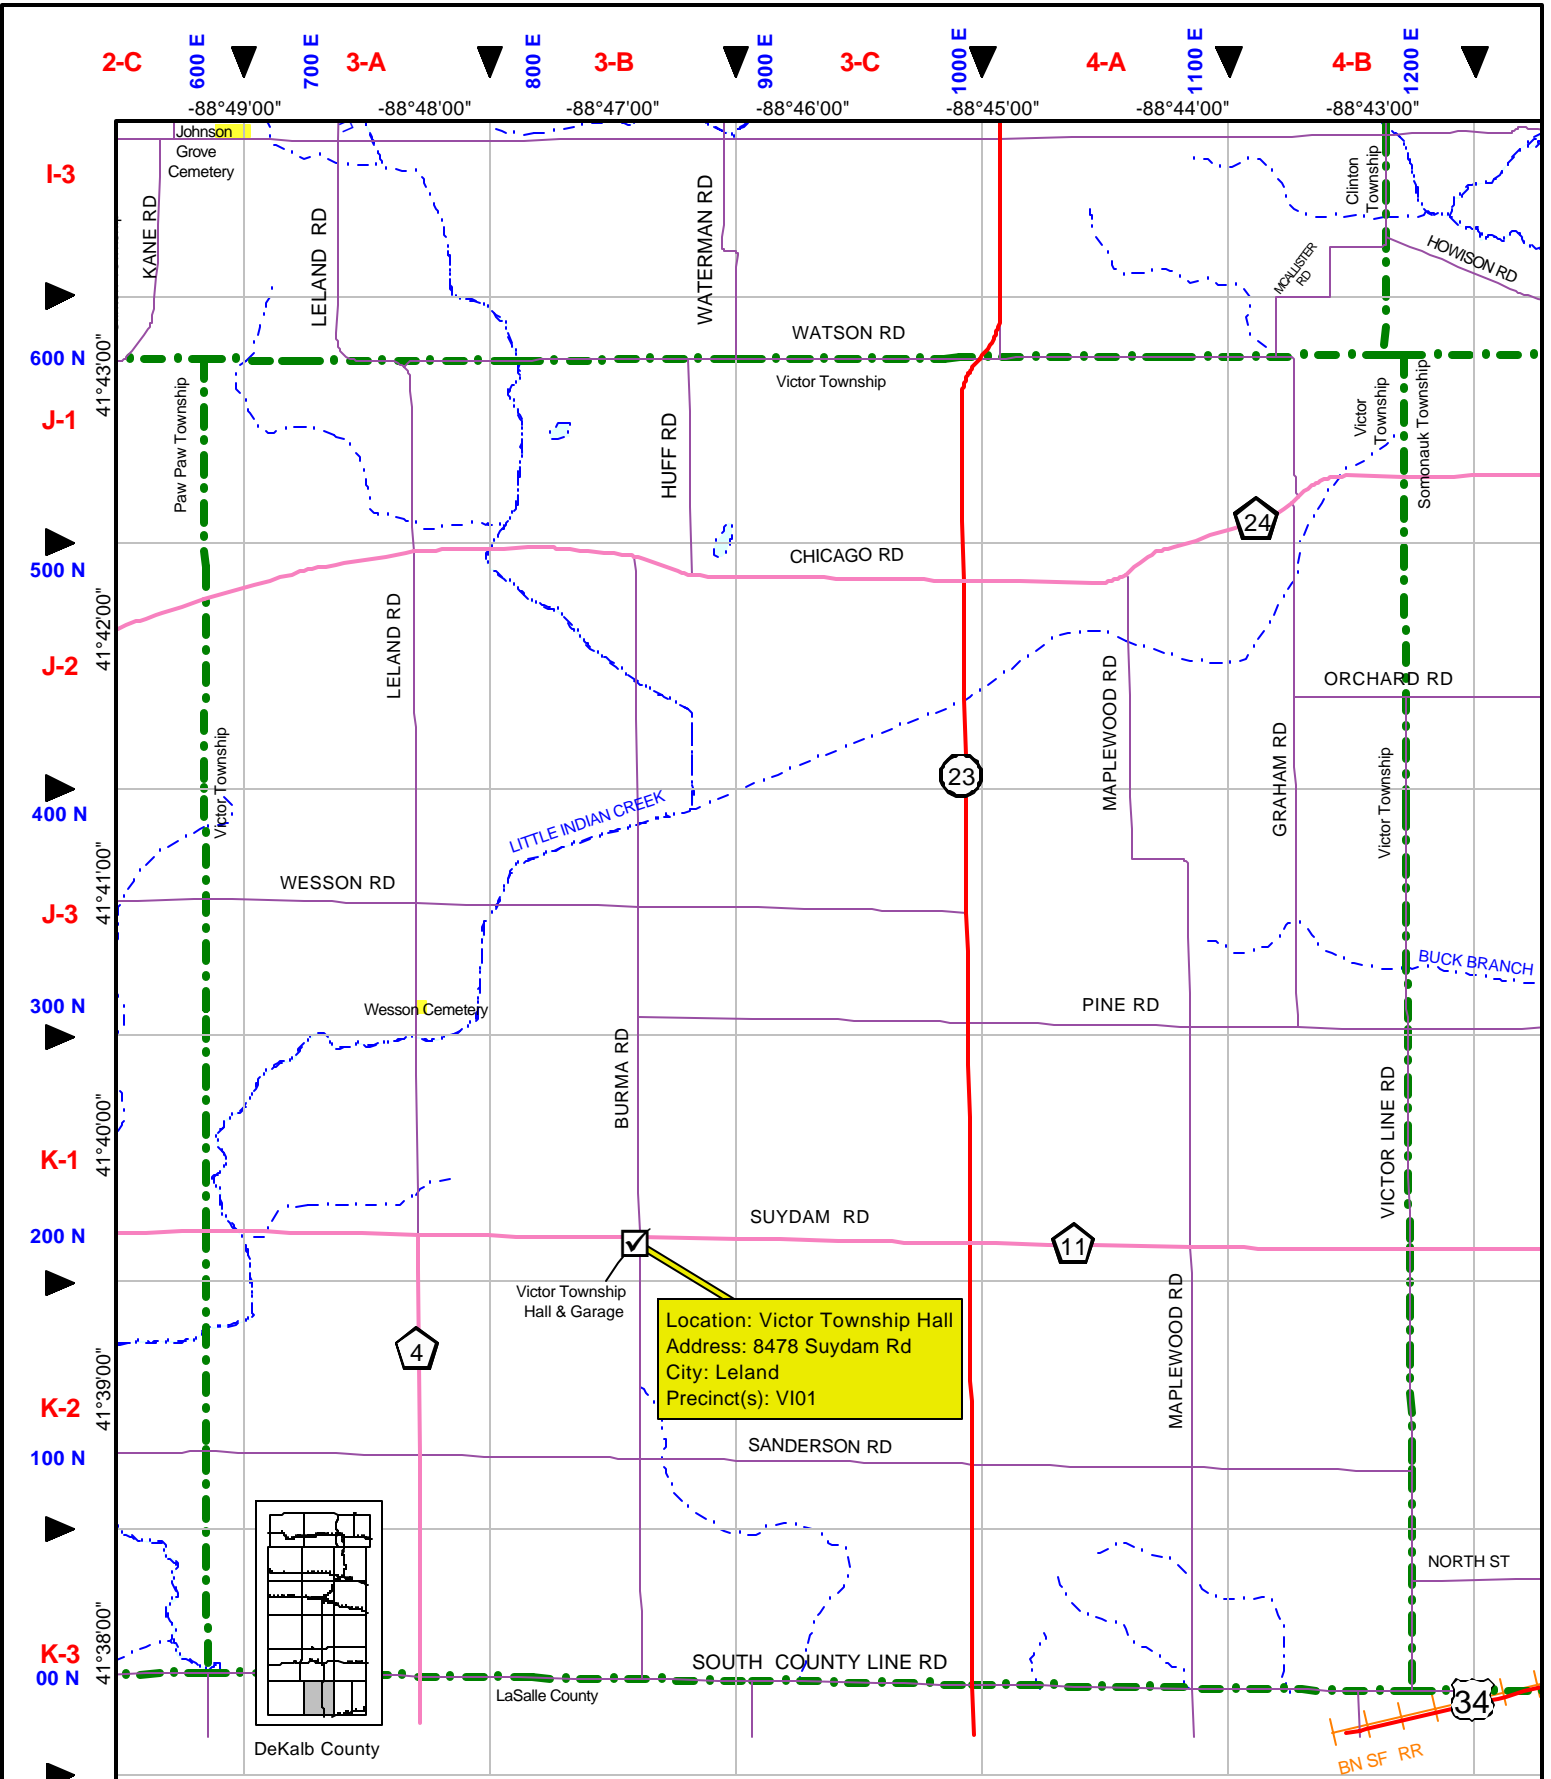 2-C
600 E
700 E
3-A
800 E
3-B
900 E
3-C
1000 E
4-A
1100 E
4-B
1200 E
-88°49'00"
-88°48'00"
-88°47'00"
-88°46'00"
-88°45'00"
-88°44'00"
-88°43'00"
Johnson
Grove
Cemetery
I-3
KANE RD
LELAND RD
WATERMAN RD
Clinton
Township
MCALLISTER
RD
HOWISON RD
WATSON RD
600 N
41°43'00"
Victor Township
J-1
Paw Paw Township
HUFF RD
Victor
Township
Somonauk Township
24
CHICAGO RD
500 N
41°42'00"
LELAND RD
J-2
MAPLEWOOD RD
ORCHARD RD
GRAHAM RD
Victor Township
Victor Township
23
400 N
LITTLE INDIAN CREEK
41°41'00"
WESSON RD
J-3
BUCK BRANCH
300 N
Wesson Cemetery
PINE RD
BURMA RD
41°40'00"
VICTOR LINE RD
K-1
200 N
SUYDAM RD
11
Victor Township
Hall & Garage
MAPLEWOOD RD
Location: Victor Township Hall
Address: 8478 Suydam Rd
City: Leland
Precinct(s): VI01
4
41°39'00"
K-2
100 N
SANDERSON RD
NORTH ST
41°38'00"
K-3
00 N
SOUTH COUNTY LINE RD
LaSalle County
34
DeKalb County
BN SF RR